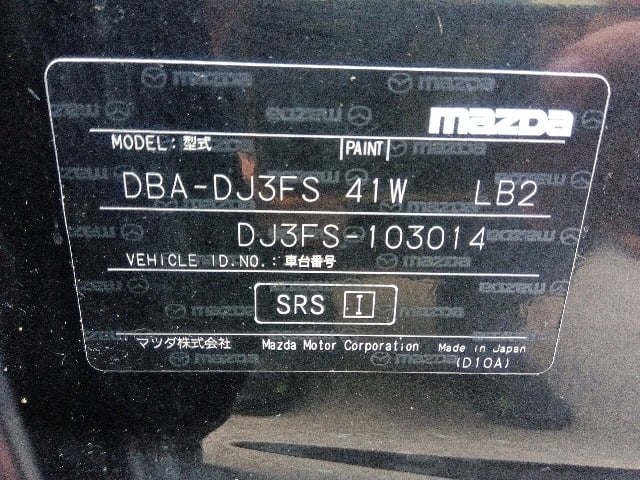 mazda
MODEL:型式 PAINT
DBA-DJ3FS 41W LB2
DJ3FS-103014
VEHICLE ID.NO.:車台番号
SRS I
マツダ株式会社 Mazda Motor Corporation Made in Japan
(D10A)